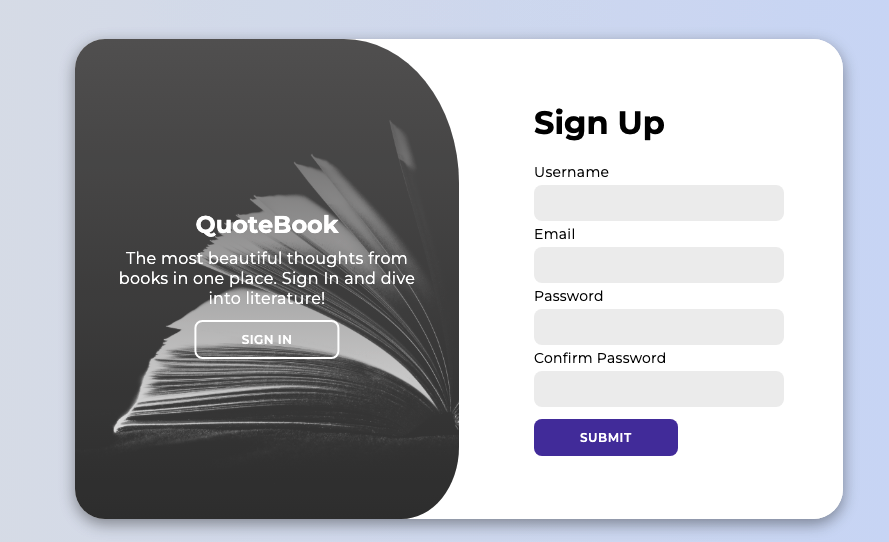 QuoteBook
The most beautiful thoughts from
books in one place. Sign In and dive
into literature!
SIGN IN
Sign Up
Username
Email
Password
Confirm Password
SUBMIT